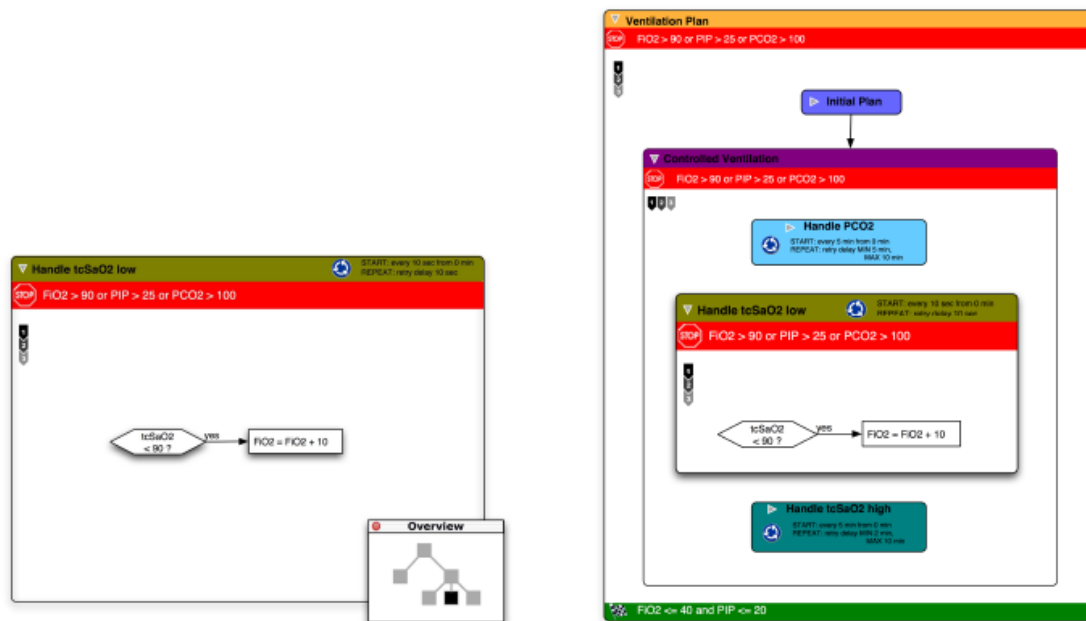 Handle tcSaO2 low
START: every 10 sec from 0 min
REPEAT: retry delay 10 sec
STOP
FiO2 > 90 or PIP > 25 or PCO2 > 100
tcSaO2
< 90 ?
yes
FiO2 = FiO2 + 10
Overview
Ventilation Plan
STOP
FiO2 > 90 or PIP > 25 or PCO2 > 100
Initial Plan
Controlled Ventilation
STOP
FiO2 > 90 or PIP > 25 or PCO2 > 100
Handle PCO2
START: every 5 min from 0 min
REPEAT: retry delay MIN 5 min,
MAX 10 min
Handle tcSaO2 low
START: every 10 sec from 0 min
REPEAT: retry delay 10 sec
STOP
FiO2 > 90 or PIP > 25 or PCO2 > 100
tcSaO2
< 90 ?
yes
FiO2 = FiO2 + 10
Handle tcSaO2 high
START: every 5 min from 0 min
REPEAT: retry delay MIN 2 min,
MAX 10 min
FiO2 <= 40 and PIP <= 20